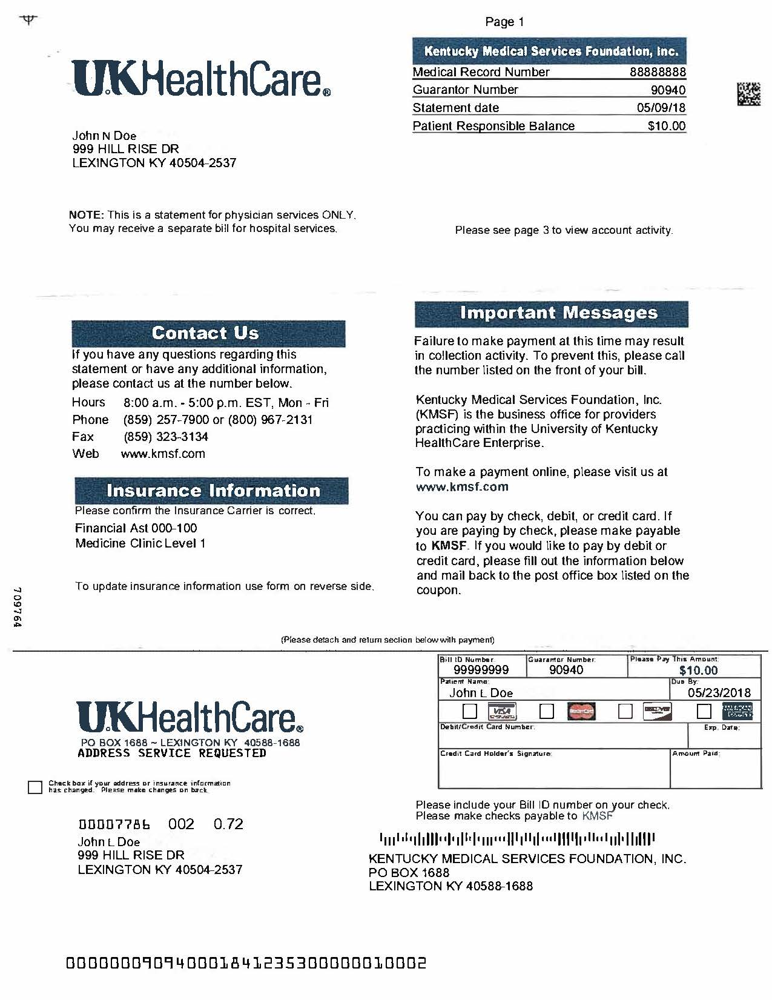 Page 1
UKHealthCare®
Kentucky Medical Services Foundation, Inc.
Medical Record Number 88888888
Guarantor Number 90940
Statement date 05/09/18
Patient Responsible Balance $10.00
John N Doe
999 HILL RISE DR
LEXINGTON KY 40504-2537
NOTE: This is a statement for physician services ONLY.
You may receive a separate bill for hospital services.
Please see page 3 to view account activity.
Contact Us
If you have any questions regarding this
statement or have any additional information,
please contact us at the number below.
Hours 8:00 a.m. - 5:00 p.m. EST, Mon - Fri
Phone (859) 257-7900 or (800) 967-2131
Fax (859) 323-3134
Web www.kmsf.com
Insurance Information
Please confirm the Insurance Carrier is correct.
Financial Ast 000-100
Medicine Clinic Level 1
To update insurance information use form on reverse side.
Important Messages
Failure to make payment at this time may result
in collection activity. To prevent this, please call
the number listed on the front of your bill.
Kentucky Medical Services Foundation, Inc.
(KMSF) is the business office for providers
practicing within the University of Kentucky
HealthCare Enterprise.
To make a payment online, please visit us at
www.kmsf.com
You can pay by check, debit, or credit card. If
you are paying by check, please make payable
to KMSF. If you would like to pay by debit or
credit card, please fill out the information below
and mail back to the post office box listed on the
coupon.
709764
(Please detach and return section below with payment)
Bill ID Number: Guarantor Number: Please Pay This Amount:
99999999 90940 $10.00
Patient Name: Due By:
John L Doe 05/23/2018
VISA MasterCard DISCOVER
Debit/Credit Card Number: Exp. Date:
Credit Card Holder's Signature: Amount Paid:
UKHealthCare®
PO BOX 1688 ~ LEXINGTON KY 40588-1688
ADDRESS SERVICE REQUESTED
Check box if your address or insurance information
has changed. Please make changes on back.
Please include your Bill ID number on your check.
Please make checks payable to KMSF
00007786 002 0.72
John L Doe
999 HILL RISE DR
LEXINGTON KY 40504-2537
KENTUCKY MEDICAL SERVICES FOUNDATION, INC.
PO BOX 1688
LEXINGTON KY 40588-1688
000000090940001841235300000010002